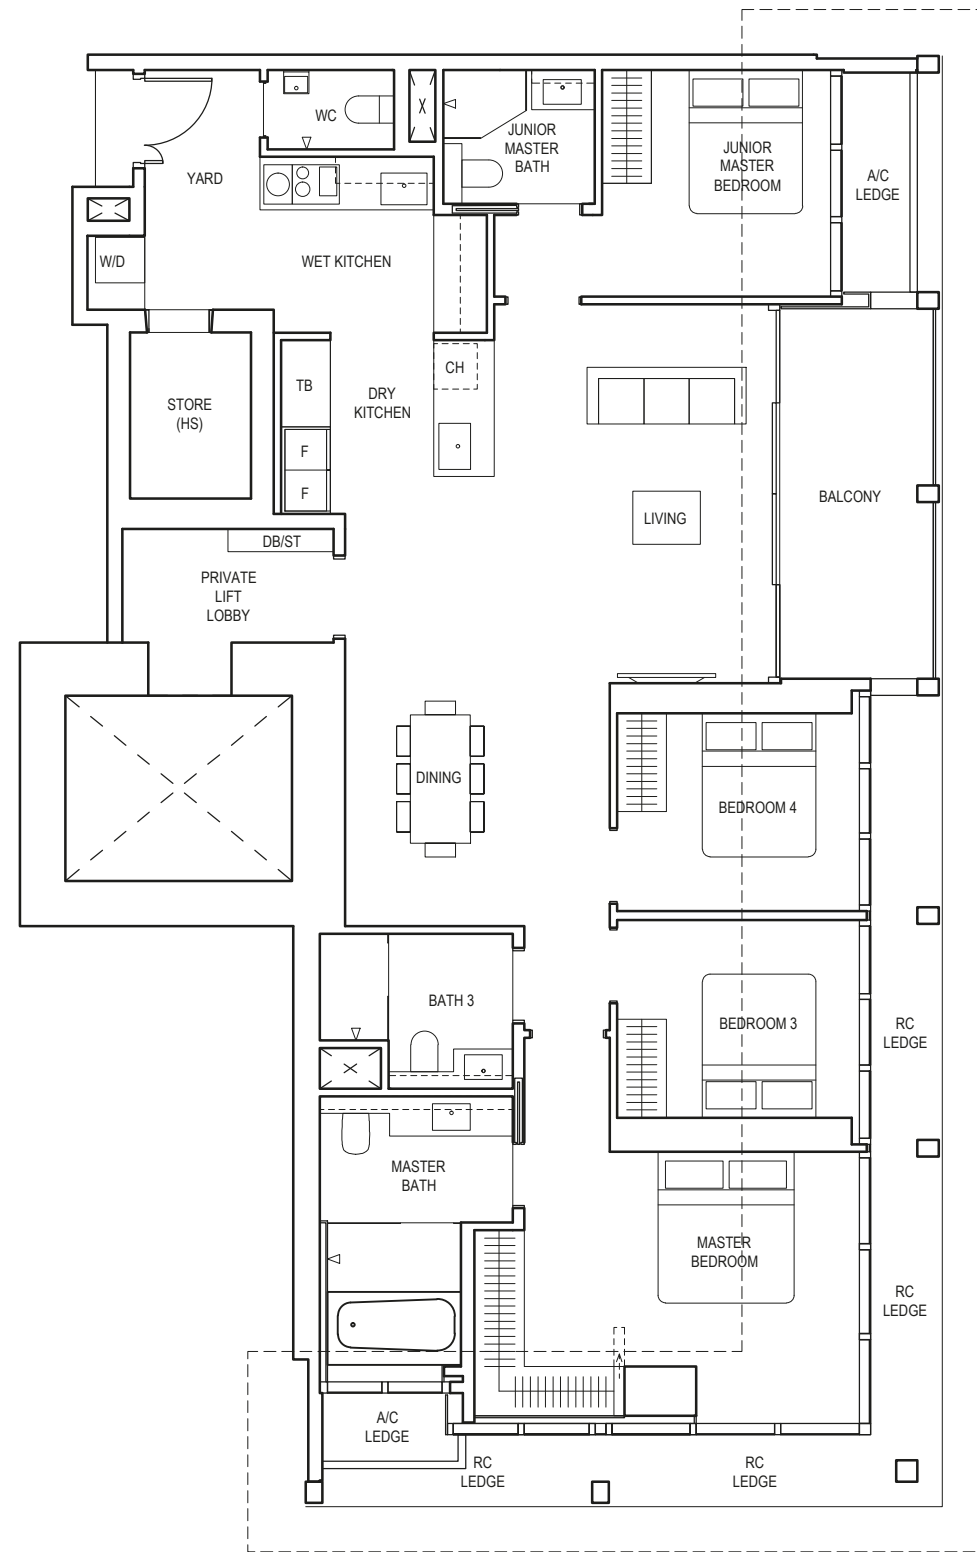 WC
JUNIOR
MASTER
BATH
JUNIOR
MASTER
BEDROOM
YARD
A/C
LEDGE
W/D
WET KITCHEN
STORE
(HS)
TB
DRY
KITCHEN
CH
F
F
BALCONY
LIVING
DB/ST
PRIVATE
LIFT
LOBBY
DINING
BEDROOM 4
BATH 3
BEDROOM 3
RC
LEDGE
MASTER
BATH
MASTER
BEDROOM
RC
LEDGE
A/C
LEDGE
RC
LEDGE
RC
LEDGE